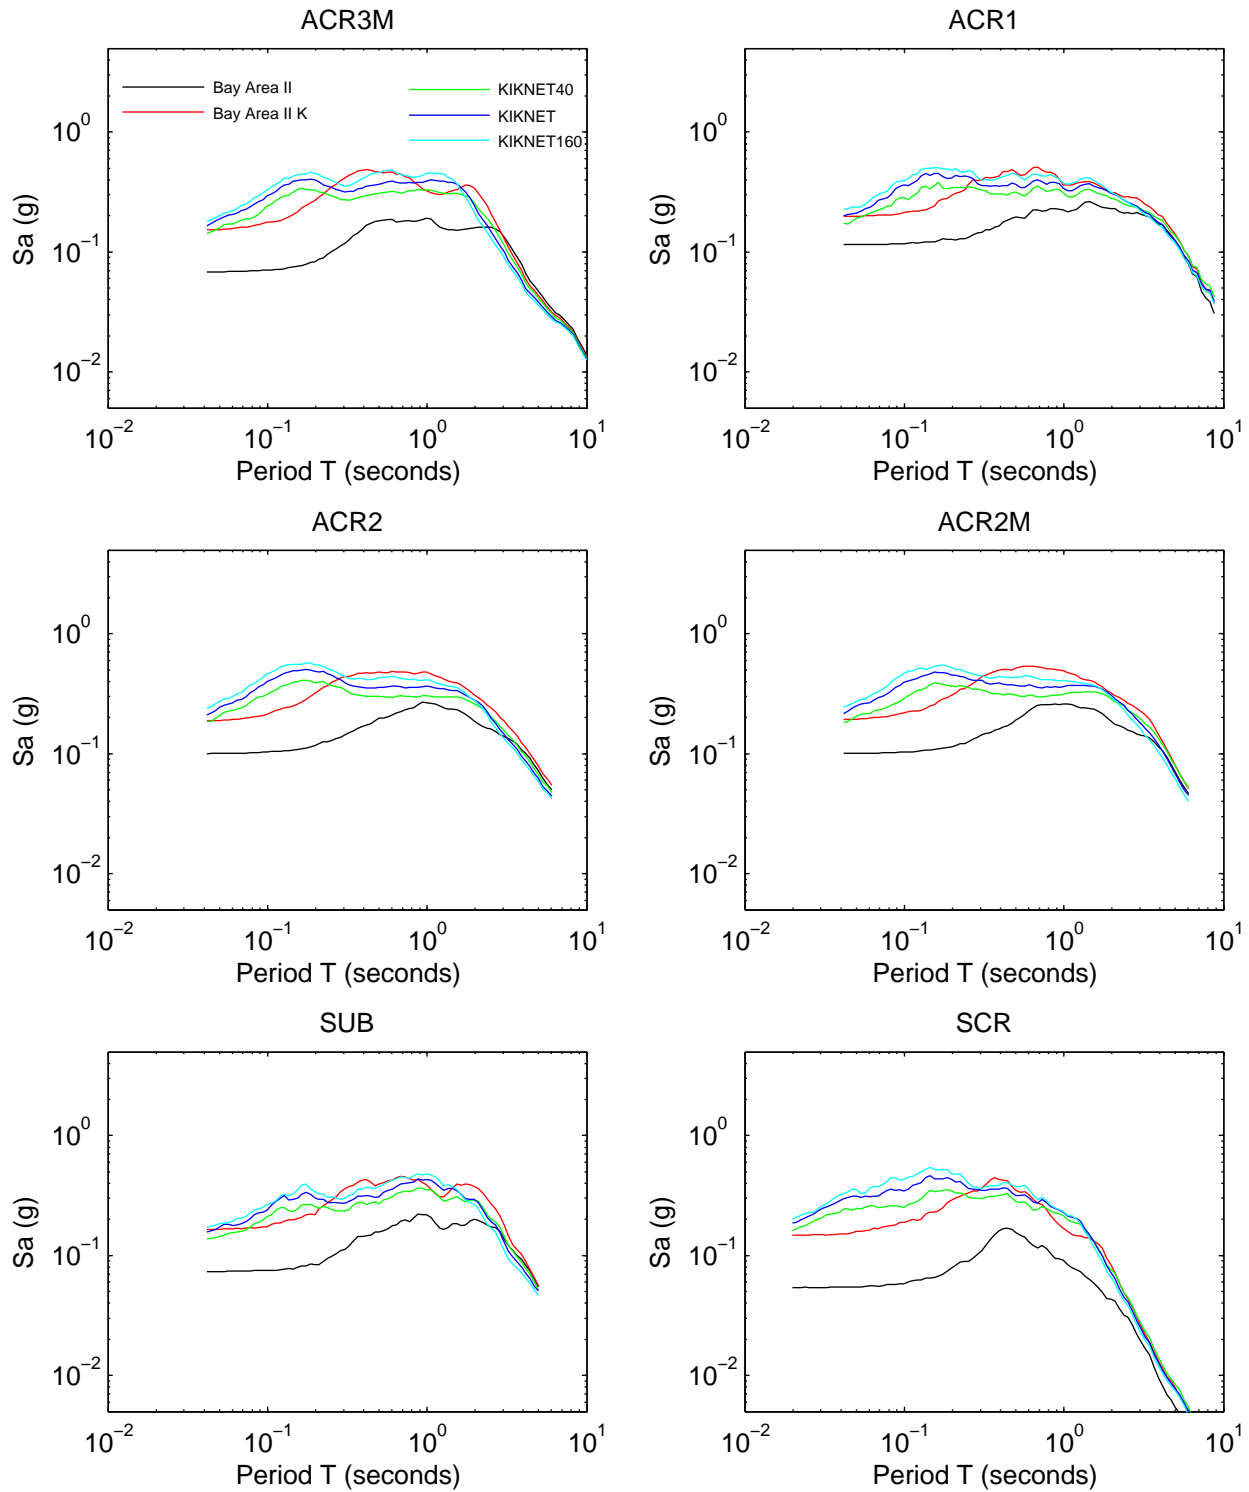 ACR3M
Bay Area II
Bay Area II K
KIKNET40
KIKNET
KIKNET160
Sa (g)
10^0
10^−1
10^−2
10^−2 10^−1 10^0 10^1
Period T (seconds)
ACR1
Sa (g)
10^0
10^−1
10^−2
10^−2 10^−1 10^0 10^1
Period T (seconds)
ACR2
Sa (g)
10^0
10^−1
10^−2
10^−2 10^−1 10^0 10^1
Period T (seconds)
ACR2M
Sa (g)
10^0
10^−1
10^−2
10^−2 10^−1 10^0 10^1
Period T (seconds)
SUB
Sa (g)
10^0
10^−1
10^−2
10^−2 10^−1 10^0 10^1
Period T (seconds)
SCR
Sa (g)
10^0
10^−1
10^−2
10^−2 10^−1 10^0 10^1
Period T (seconds)